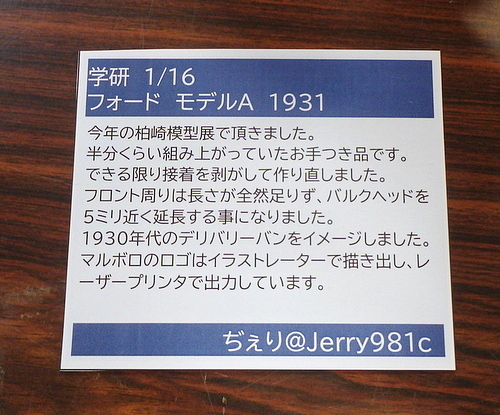 学研 1/16
フォード モデルA 1931
今年の柏崎模型展で頂きました。
半分くらい組み上がっていたお手つき品です。
できる限り接着を剥がして作り直しました。
フロント周りは長さが全然足りず、バルクヘッドを
5ミリ近く延長する事になりました。
1930年代のデリバリーバンをイメージしました。
マルボロのロゴはイラストレーターで描き出し、レ
ーザープリンタで出力しています。
ぢぇり@Jerry981c